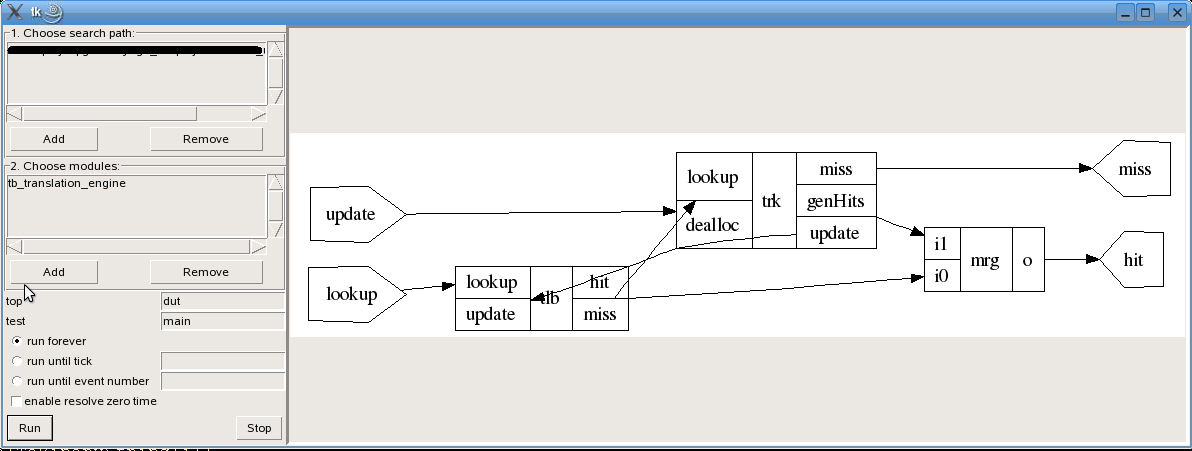 tk
1. Choose search path:
Add Remove
2. Choose modules:
tb_translation_engine
Add Remove
top dut
test main
run forever
run until tick
run until event number
enable resolve zero time
Run Stop
update
lookup
lookup
update
tlb
hit
miss
lookup
dealloc
trk
miss
genHits
update
i1
i0
mrg
o
miss
hit